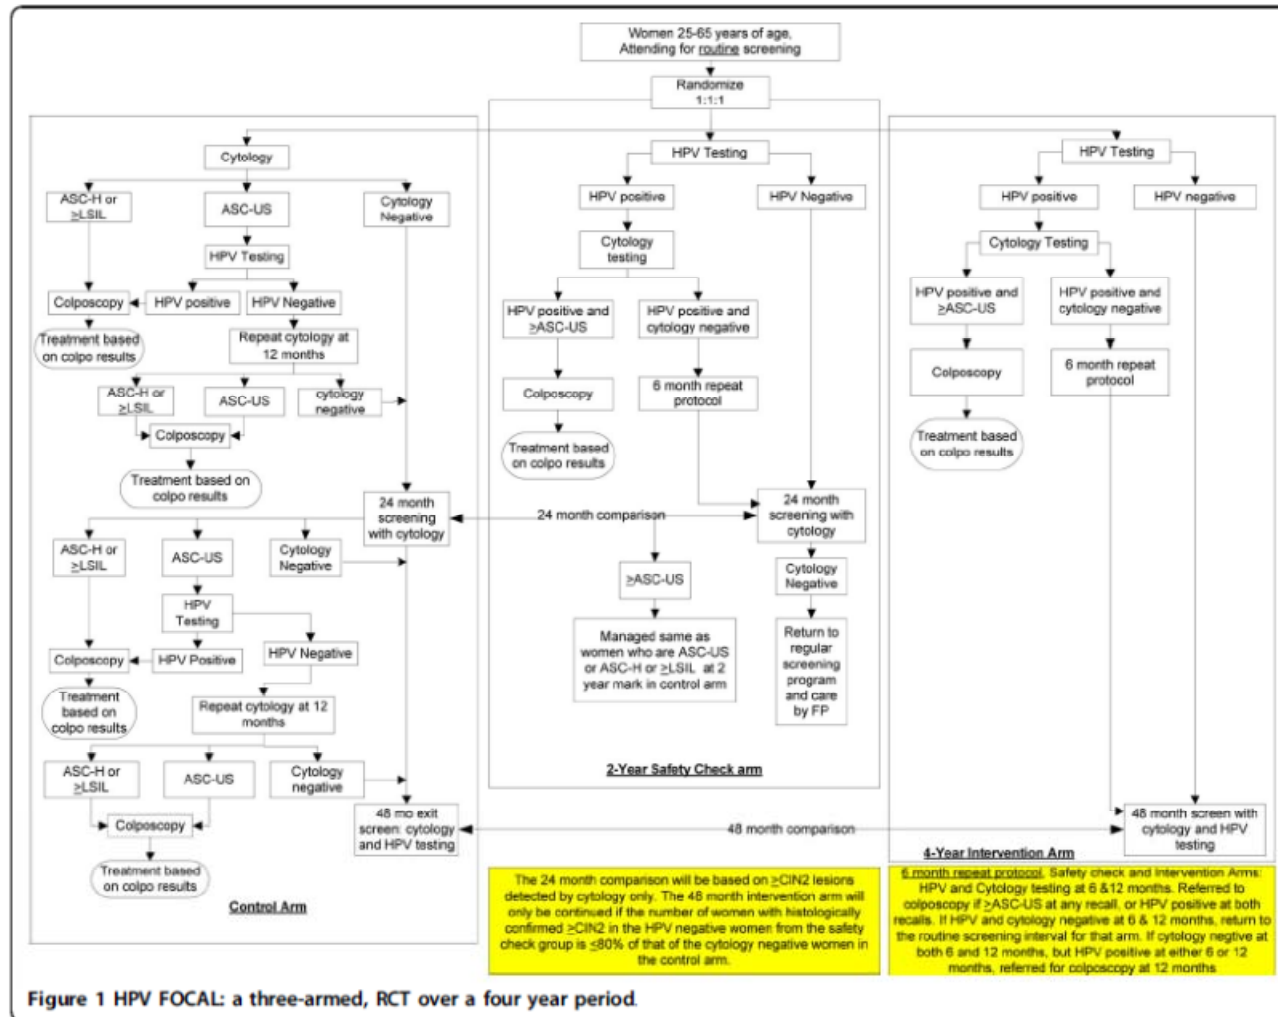 Women 25-65 years of age,
Attending for routine screening
Randomize
1:1:1
Cytology
ASC-H or
≥LSIL
ASC-US
Cytology
Negative
HPV Testing
Colposcopy
HPV positive
HPV Negative
Treatment based
on colpo results
Repeat cytology at
12 months
ASC-H or
≥LSIL
ASC-US
cytology
negative
Colposcopy
Treatment based on
colpo results
24 month
screening
with cytology
ASC-H or
≥LSIL
ASC-US
Cytology
Negative
HPV
Testing
Colposcopy
HPV Positive
HPV Negative
Treatment
based on
colpo results
Repeat cytology at 12
months
ASC-H or
≥LSIL
ASC-US
Cytology
negative
Colposcopy
Treatment based
on colpo results
48 mo exit
screen: cytology
and HPV testing
Control Arm
HPV Testing
HPV positive
HPV Negative
Cytology
testing
HPV positive and
≥ASC-US
HPV positive and
cytology negative
Colposcopy
6 month repeat
protocol
Treatment based
on colpo results
24 month comparison
24 month
screening with
cytology
≥ASC-US
Cytology
Negative
Managed same as
women who are ASC-US
or ASC-H or ≥LSIL at 2
year mark in control arm
Return to
regular
screening
program
and care
by FP
2-Year Safety Check arm
HPV Testing
HPV positive
HPV negative
Cytology Testing
HPV positive and
≥ASC-US
HPV positive and
cytology negative
Colposcopy
6 month repeat
protocol
Treatment based
on colpo results
48 month comparison
48 month screen with
cytology and HPV
testing
4-Year Intervention Arm
The 24 month comparison will be based on ≥CIN2 lesions
detected by cytology only. The 48 month intervention arm will
only be continued if the number of women with histologically
confirmed ≥CIN2 in the HPV negative women from the safety
check group is ≤80% of that of the cytology negative women in
the control arm.
6 month repeat protocol, Safety check and Intervention Arms:
HPV and Cytology testing at 6 &12 months. Referred to
colposcopy if ≥ASC-US at any recall, or HPV positive at both
recalls. If HPV and cytology negative at 6 & 12 months, return to
the routine screening interval for that arm. If cytology negtive at
both 6 and 12 months, but HPV positive at either 6 or 12
months, referred for colposcopy at 12 months
Figure 1 HPV FOCAL: a three-armed, RCT over a four year period.